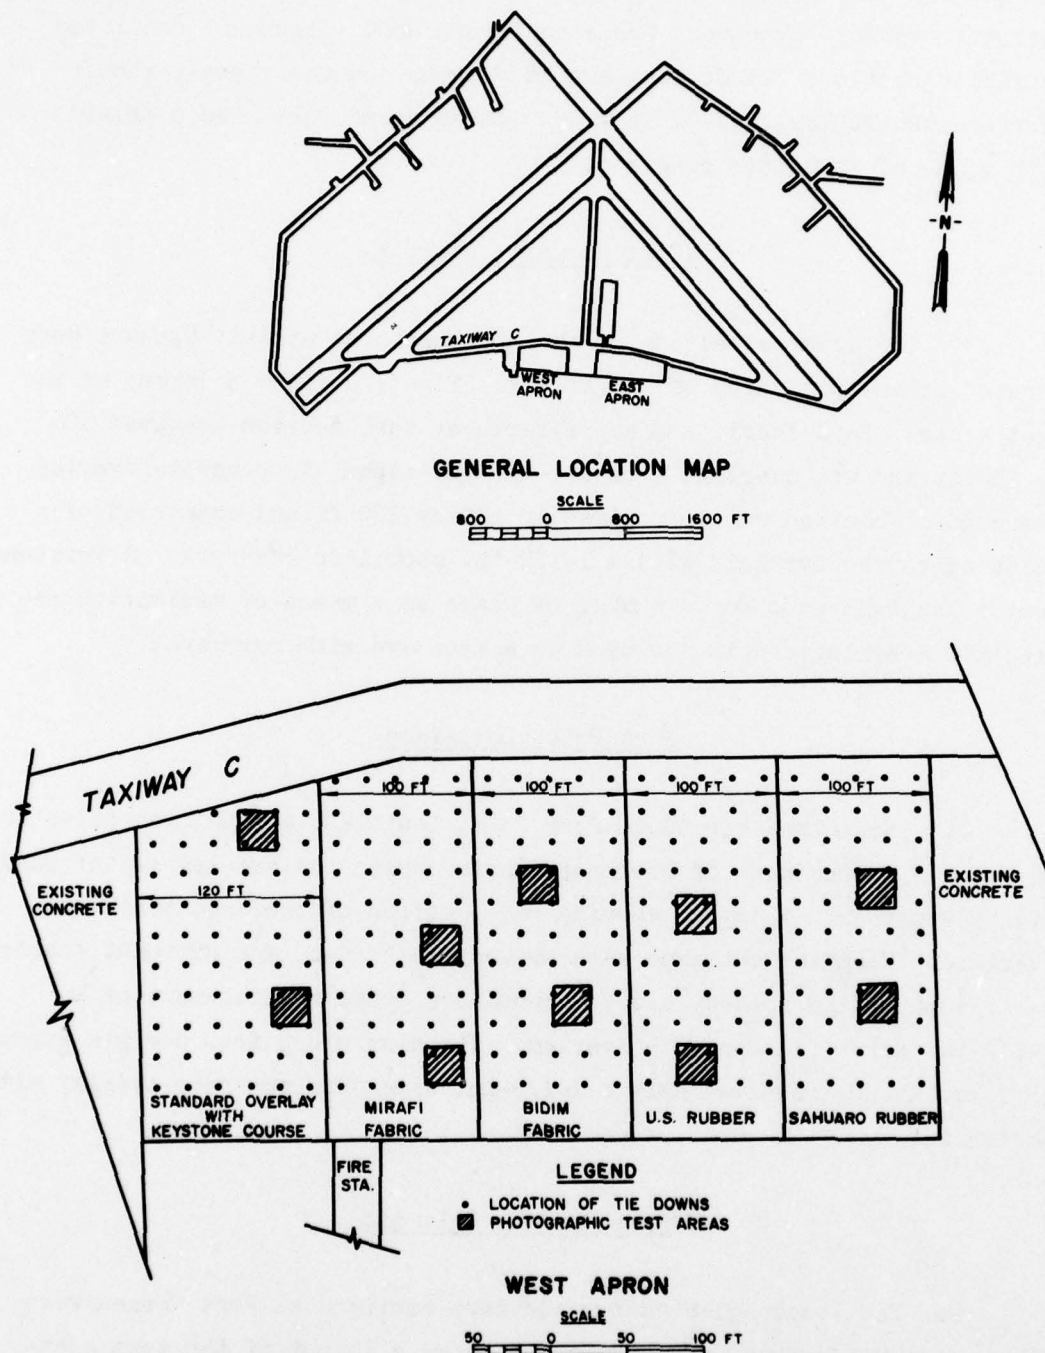 -N-
TAXIWAY C
WEST
APRON
EAST
APRON
GENERAL LOCATION MAP
SCALE
800 0 800 1600 FT
TAXIWAY C
100 FT 100 FT 100 FT 100 FT
EXISTING
CONCRETE
120 FT
EXISTING
CONCRETE
STANDARD OVERLAY
WITH
KEYSTONE COURSE
MIRAFI
FABRIC
BIDIM
FABRIC
U.S. RUBBER
SAHUARO RUBBER
FIRE
STA.
LEGEND
LOCATION OF TIE DOWNS
PHOTOGRAPHIC TEST AREAS
WEST APRON
SCALE
50 0 50 100 FT